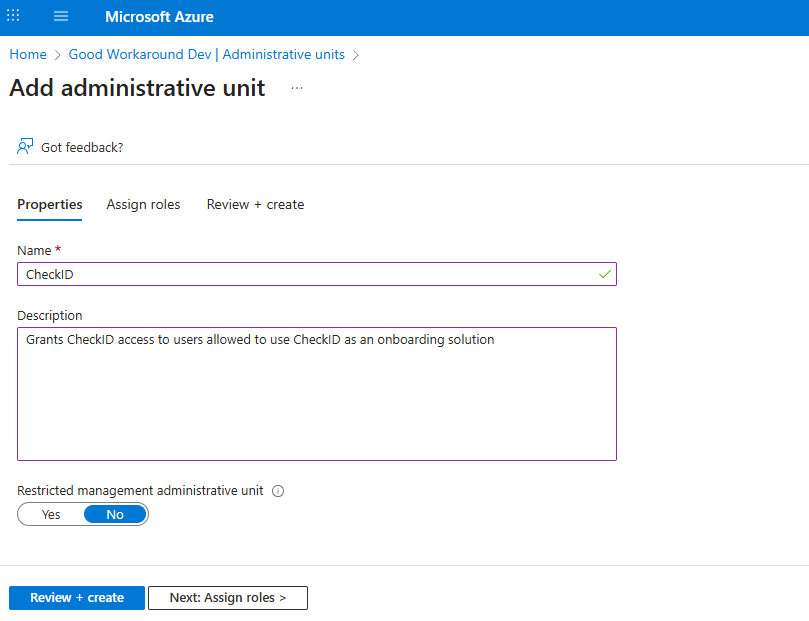 Microsoft Azure
Home > Good Workaround Dev | Administrative units >
Add administrative unit ...
Got feedback?
Properties Assign roles Review + create
Name *
CheckID
Description
Grants CheckID access to users allowed to use CheckID as an onboarding solution
Restricted management administrative unit
Yes No
Review + create Next: Assign roles >